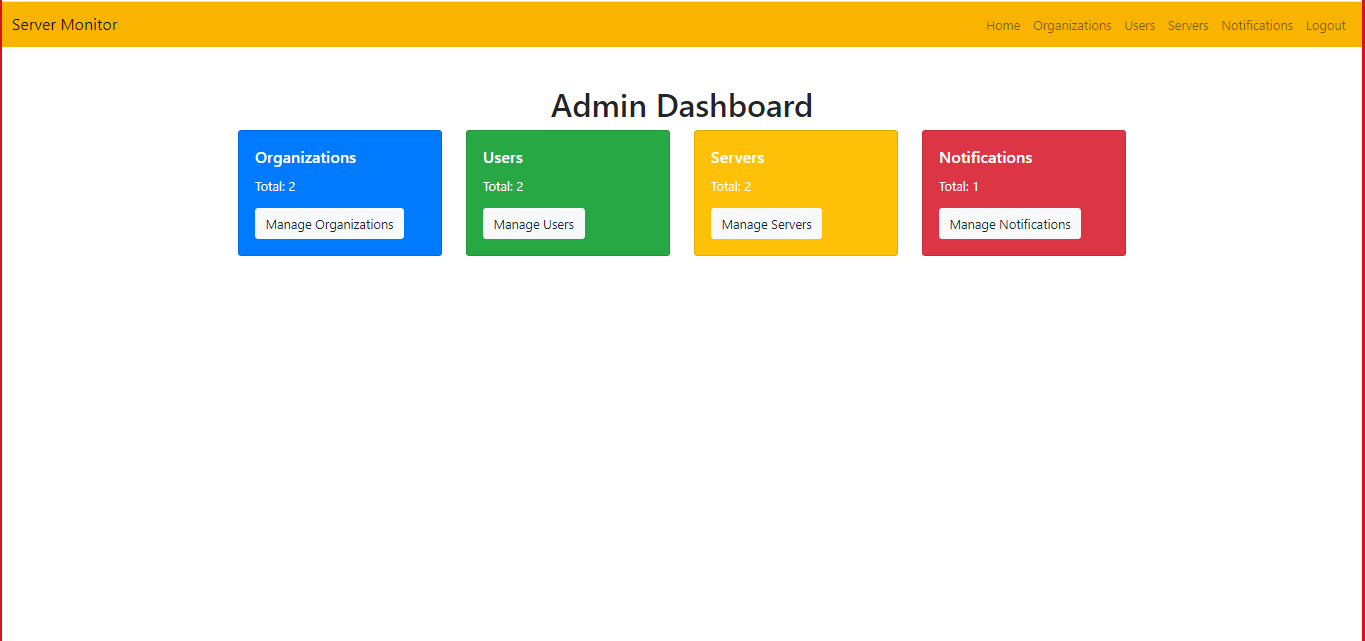 Server Monitor
Home Organizations Users Servers Notifications Logout
Admin Dashboard
Organizations
Total: 2
Manage Organizations
Users
Total: 2
Manage Users
Servers
Total: 2
Manage Servers
Notifications
Total: 1
Manage Notifications